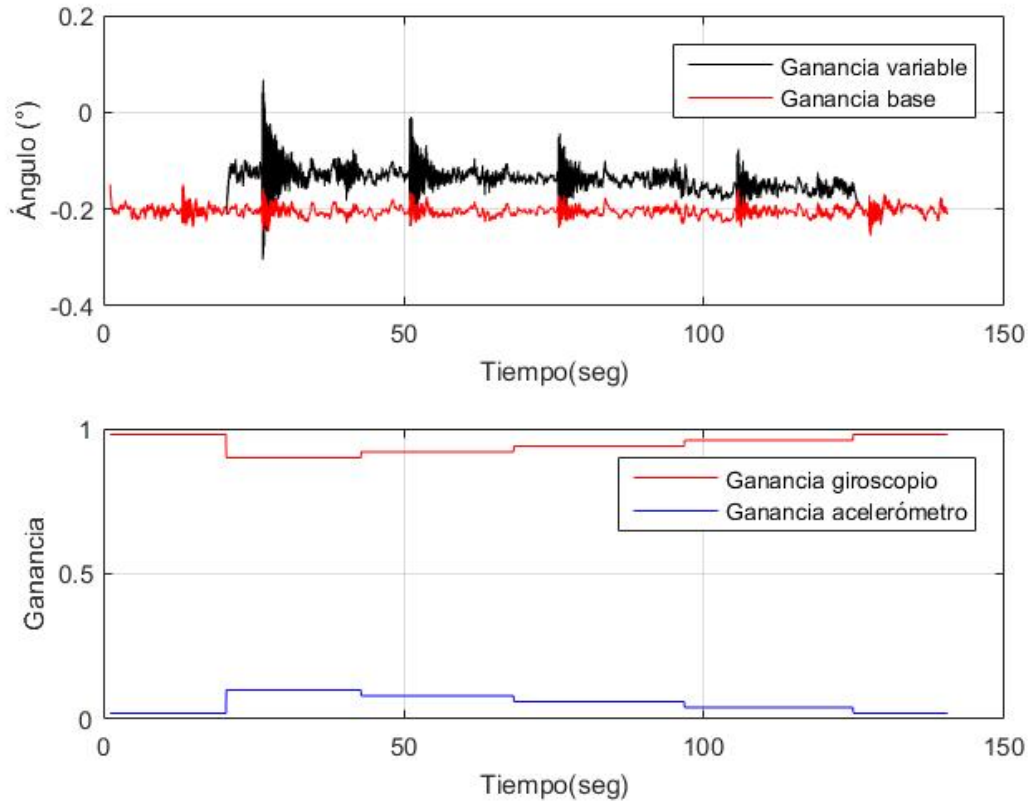 0.2
0
-0.2
-0.4
Ángulo (°)
Ganancia variable
Ganancia base
0
50
100
150
Tiempo(seg)
1
0.5
0
Ganancia
Ganancia giroscopio
Ganancia acelerómetro
0
50
100
150
Tiempo(seg)